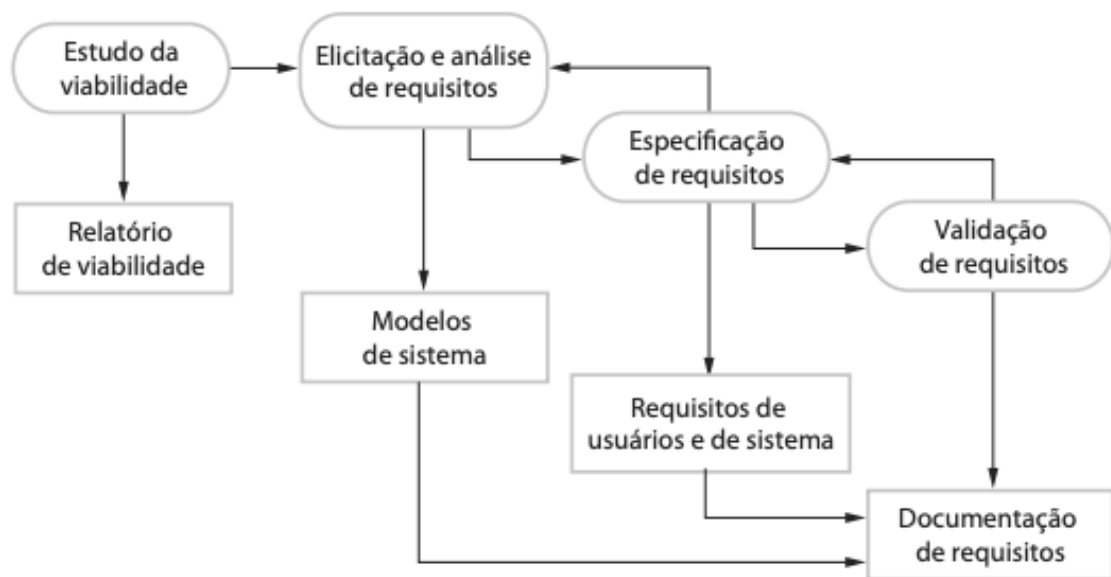 Estudo da
viabilidade
Elicitação e análise
de requisitos
Especificação
de requisitos
Relatório
de viabilidade
Validação
de requisitos
Modelos
de sistema
Requisitos de
usuários e de sistema
Documentação
de requisitos